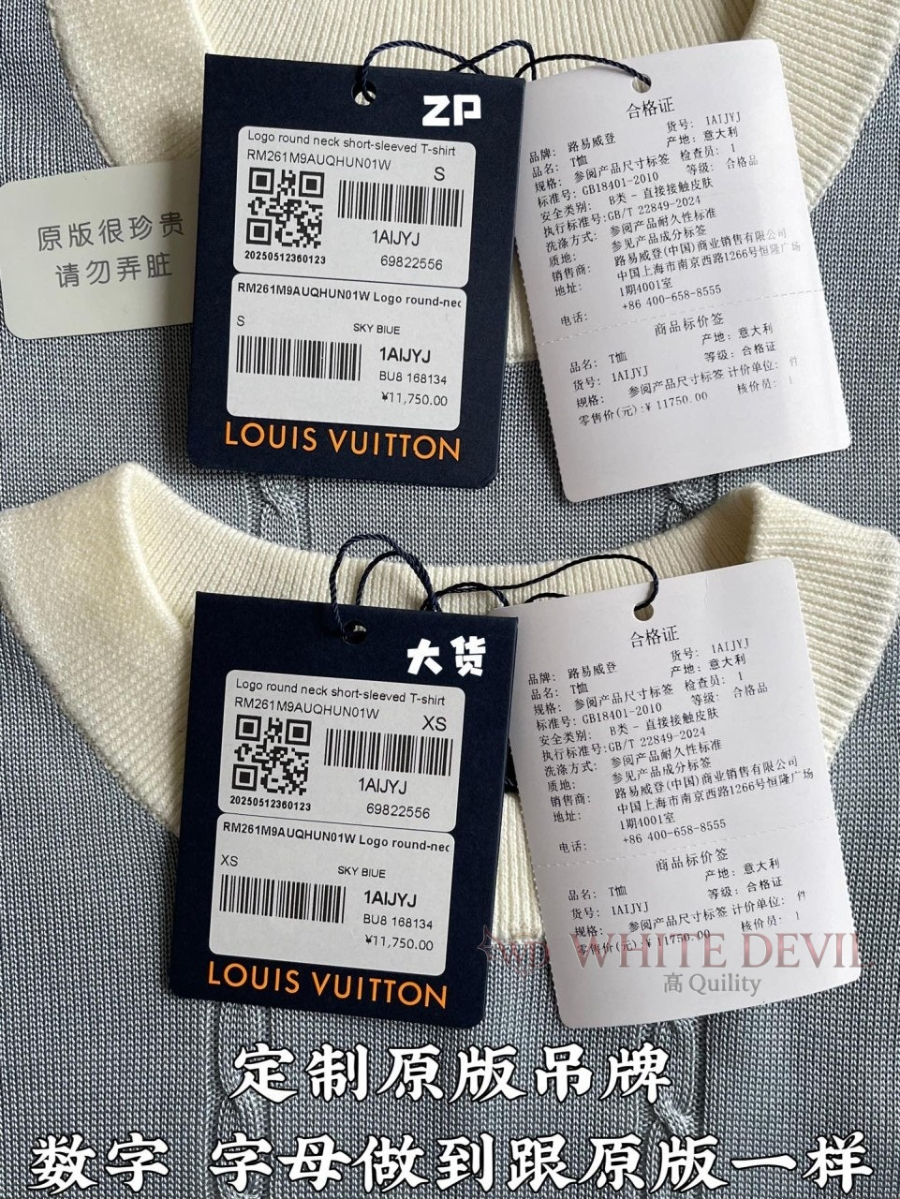 ZP
Logo round neck short-sleeved T-shirt
RM261M9AUQHUN01W
S
1AIJYJ
20250512360123
69822556
RM261M9AUQHUN01W Logo round-nec
S
SKY BIUE
1AIJYJ
BU8 168134
¥11,750.00
LOUIS VUITTON
合格证
货号: 1AIJYJ
品牌: 路易威登
产地: 意大利
品名: T恤
检查员: 1
规格: 参阅产品尺寸标签
等级: 合格品
标准号: GB18401-2010
安全类别: B类 - 直接接触皮肤
执行标准号:GB/T 22849-2024
洗涤方式: 参阅产品耐久性标准
质地: 参见产品成分标签
销售商: 路易威登(中国)商业销售有限公司
地址: 中国上海市南京西路1266号恒隆广场
1期4001室
电话: +86 400-658-8555
商品标价签
产地: 意大利
品名: T恤
等级: 合格证
货号: 1AIJYJ
规格: 参阅产品尺寸标签 计价单位: 件
核价员: 1
零售价(元):¥ 11750.00
原版很珍贵
请勿弄脏
大货
Logo round neck short-sleeved T-shirt
RM261M9AUQHUN01W
XS
1AIJYJ
20250512360123
69822556
RM261M9AUQHUN01W Logo round-nec
XS
SKY BIUE
1AIJYJ
BU8 168134
¥11,750.00
LOUIS VUITTON
合格证
货号: 1AIJYJ
品牌: 路易威登
产地: 意大利
品名: T恤
检查员: 1
规格: 参阅产品尺寸标签
等级: 合格品
标准号: GB18401-2010
安全类别: B类 - 直接接触皮肤
执行标准号:GB/T 22849-2024
洗涤方式: 参阅产品耐久性标准
质地: 参见产品成分标签
销售商: 路易威登(中国)商业销售有限公司
地址: 中国上海市南京西路1266号恒隆广场
1期4001室
电话: +86 400-658-8555
商品标价签
产地: 意大利
品名: T恤
等级: 合格证
货号: 1AIJYJ
规格: 参阅产品尺寸标签 计价单位: 件
核价员: 1
零售价(元):¥ 11750.00
WD WHITE DEVIL
高 Quility
定制原版吊牌
数字 字母做到跟原版一样